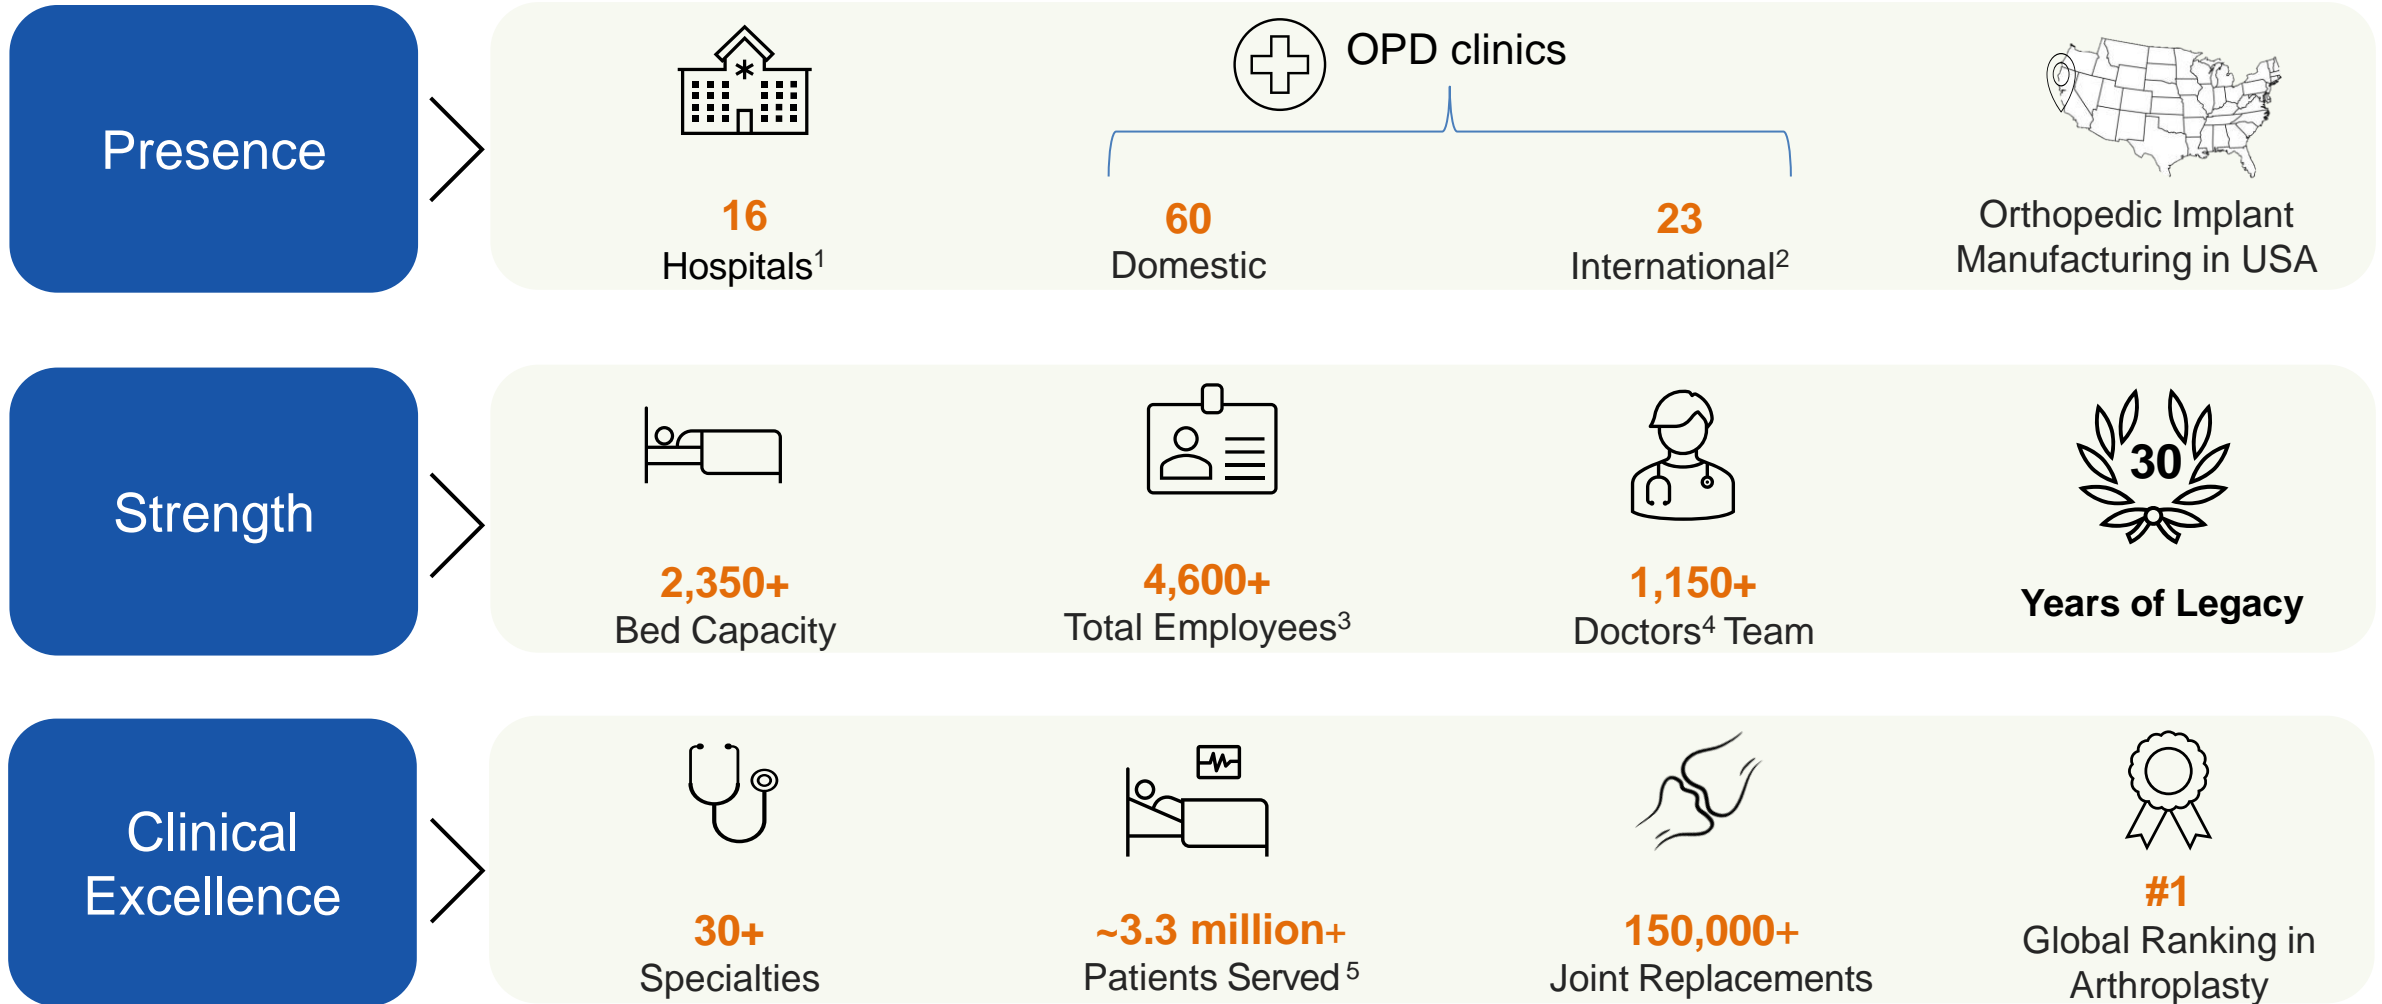 Presence
OPD clinics
16
Hospitals¹
60
Domestic
23
International²
Orthopedic Implant
Manufacturing in USA
Strength
2,350+
Bed Capacity
4,600+
Total Employees³
1,150+
Doctors⁴ Team
30
Years of Legacy
Clinical
Excellence
30+
Specialties
~3.3 million+
Patients Served ⁵
150,000+
Joint Replacements
#1
Global Ranking in
Arthroplasty